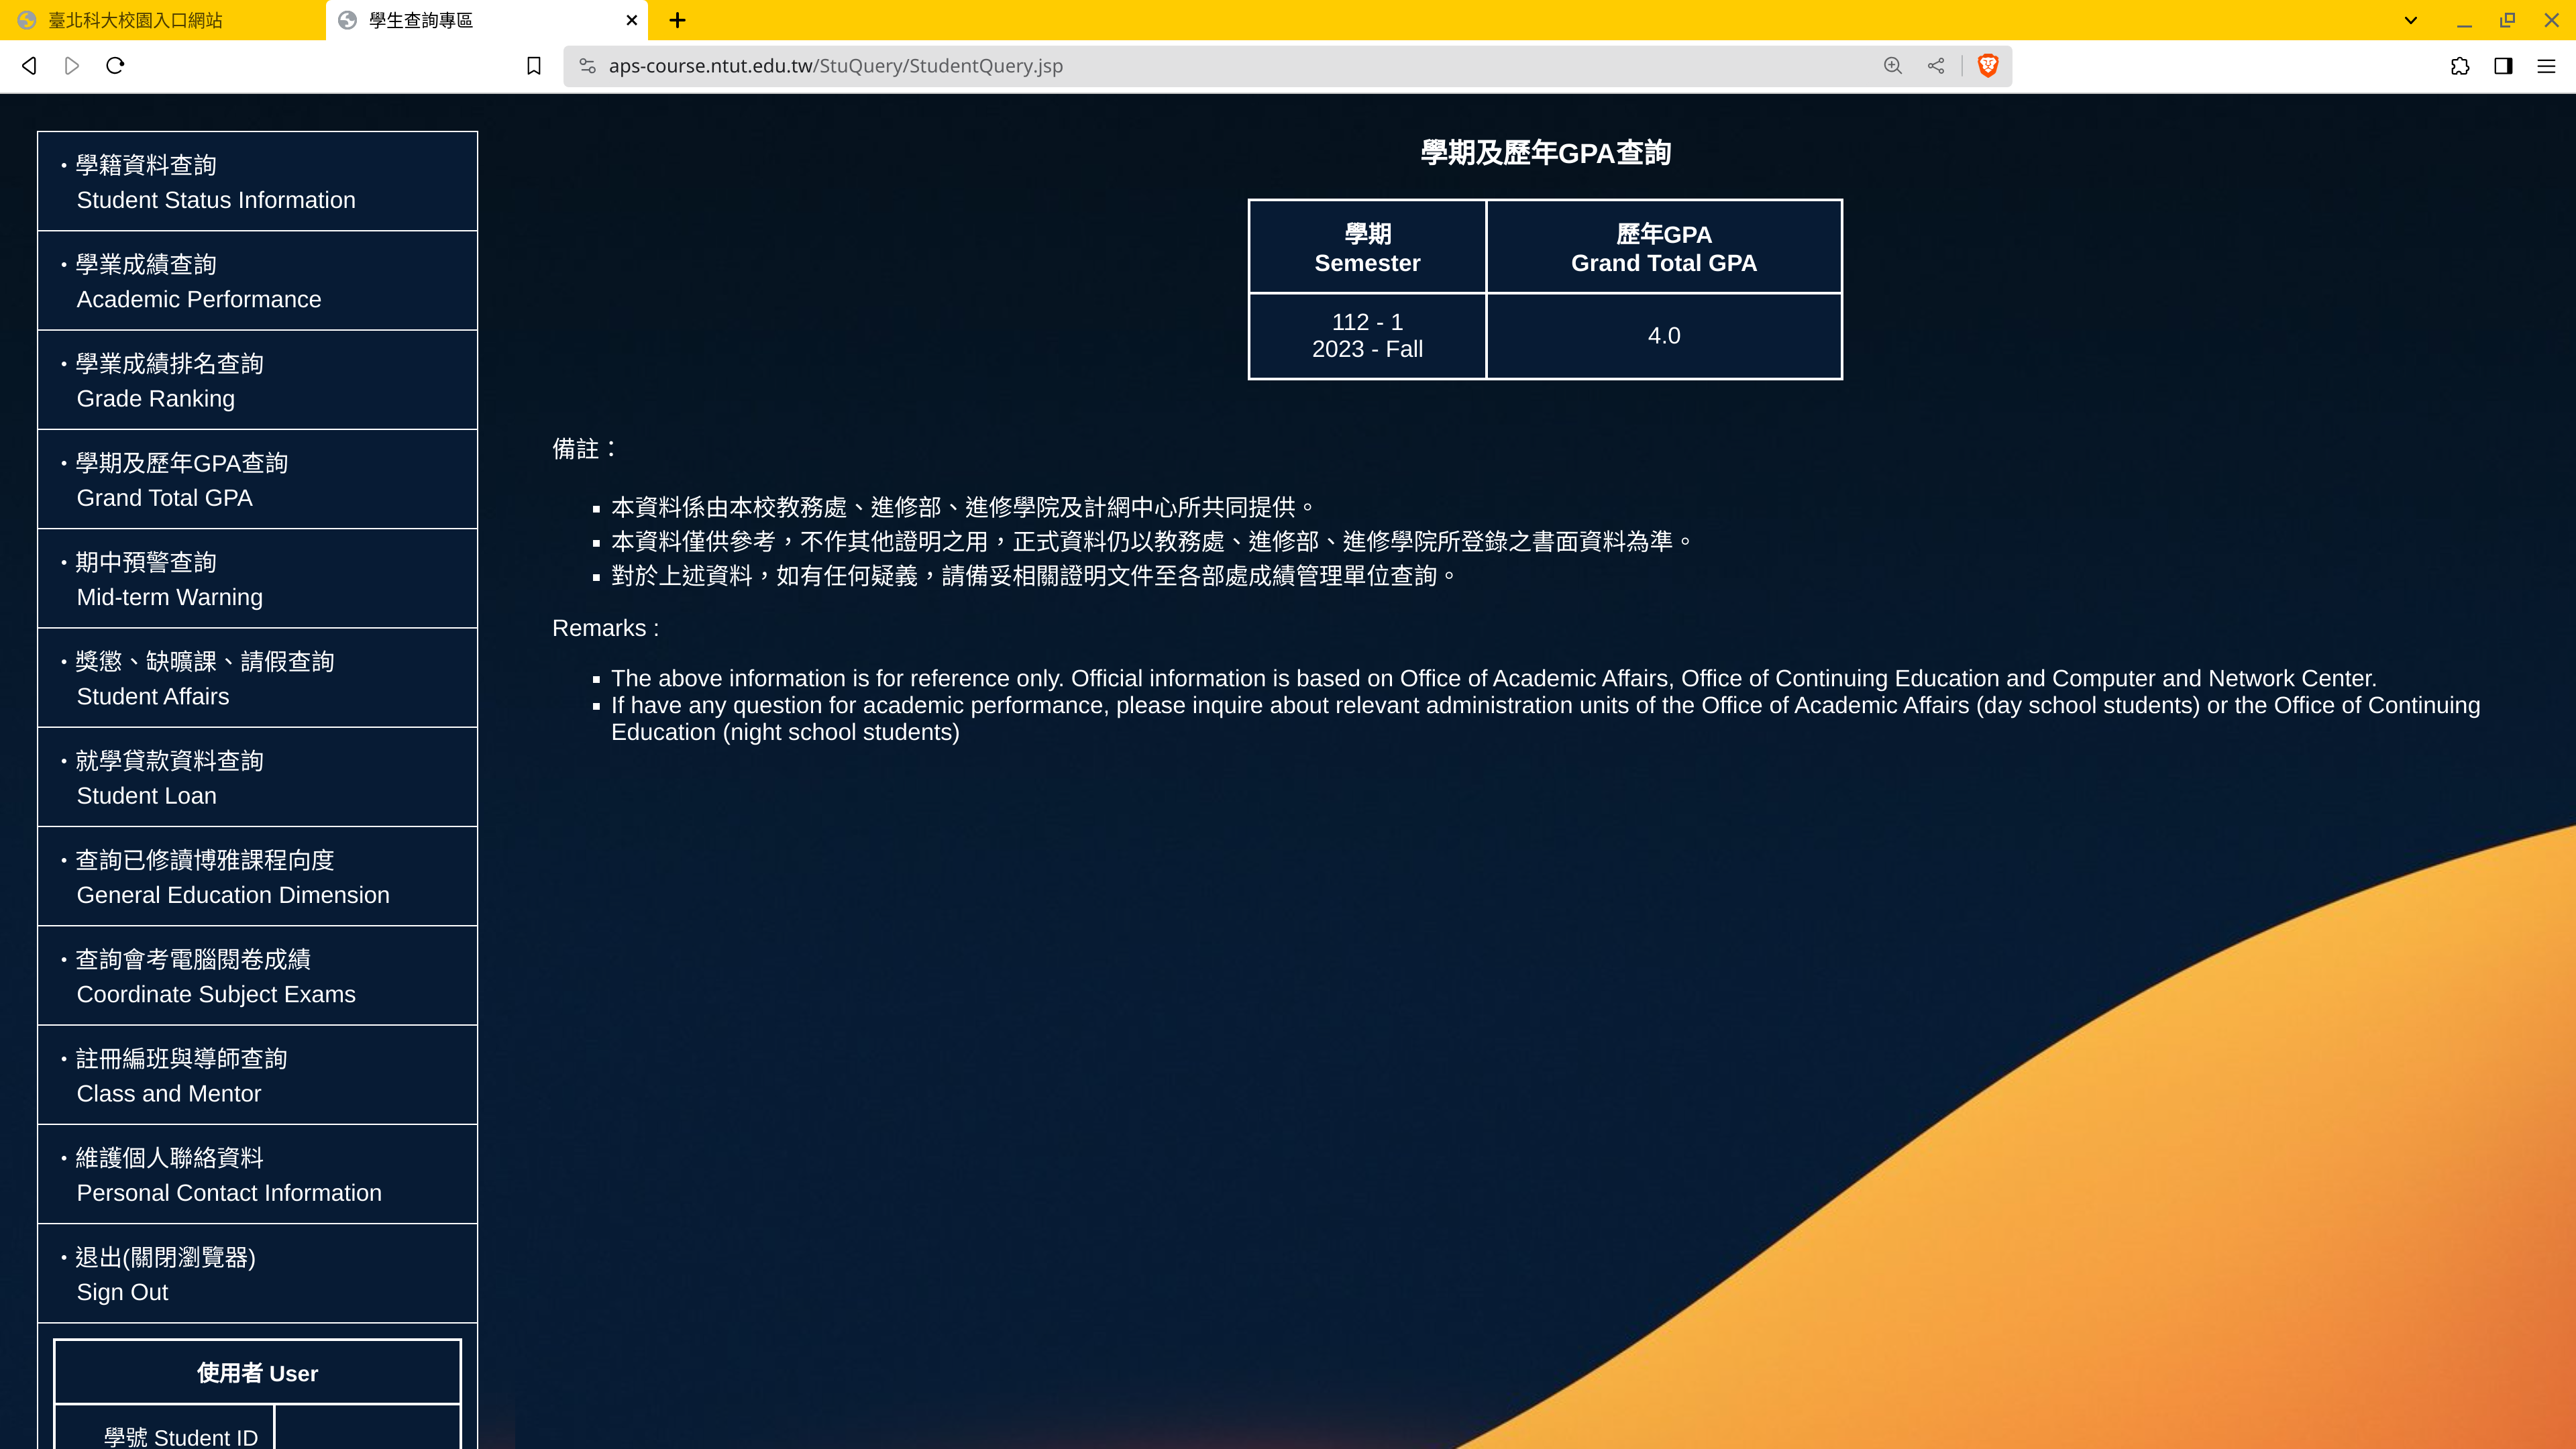 臺北科大校園入口網站
學生查詢專區
aps-course.ntut.edu.tw/StuQuery/StudentQuery.jsp
・學籍資料查詢
Student Status Information
・學業成績查詢
Academic Performance
・學業成績排名查詢
Grade Ranking
・學期及歷年GPA查詢
Grand Total GPA
・期中預警查詢
Mid-term Warning
・獎懲、缺曠課、請假查詢
Student Affairs
・就學貸款資料查詢
Student Loan
・查詢已修讀博雅課程向度
General Education Dimension
・查詢會考電腦閱卷成績
Coordinate Subject Exams
・註冊編班與導師查詢
Class and Mentor
・維護個人聯絡資料
Personal Contact Information
・退出(關閉瀏覽器)
Sign Out
使用者 User
學號 Student ID
學期及歷年GPA查詢
學期
Semester
歷年GPA
Grand Total GPA
112 - 1
2023 - Fall
4.0
備註：
本資料係由本校教務處、進修部、進修學院及計網中心所共同提供。
本資料僅供參考，不作其他證明之用，正式資料仍以教務處、進修部、進修學院所登錄之書面資料為準。
對於上述資料，如有任何疑義，請備妥相關證明文件至各部處成績管理單位查詢。
Remarks :
The above information is for reference only. Official information is based on Office of Academic Affairs, Office of Continuing Education and Computer and Network Center.
If have any question for academic performance, please inquire about relevant administration units of the Office of Academic Affairs (day school students) or the Office of Continuing
Education (night school students)